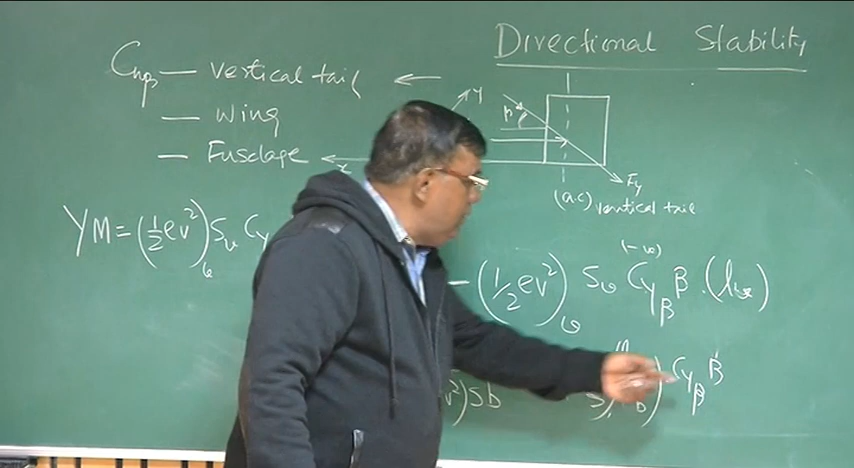 Directional Stability
Cnβ — vertical tail ←
— wing
— Fuselage
y
β
x
Fy
(a.c) vertical tail
YM = (½ρv²)ᵥ Sᵥ Cy
(-ve)
− (½ρv²)ᵥ Sᵥ Cyβ β . (lᵥ)
v²) Sb
b) Cyβ β